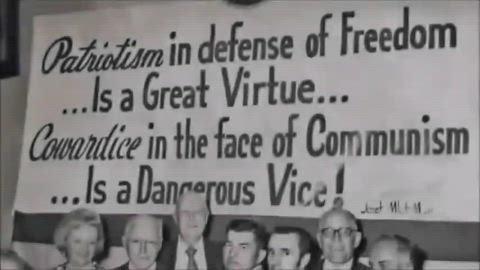 Patriotism in defense of Freedom
...Is a Great Virtue...
Cowardice in the face of Communism
...Is a Dangerous Vice!